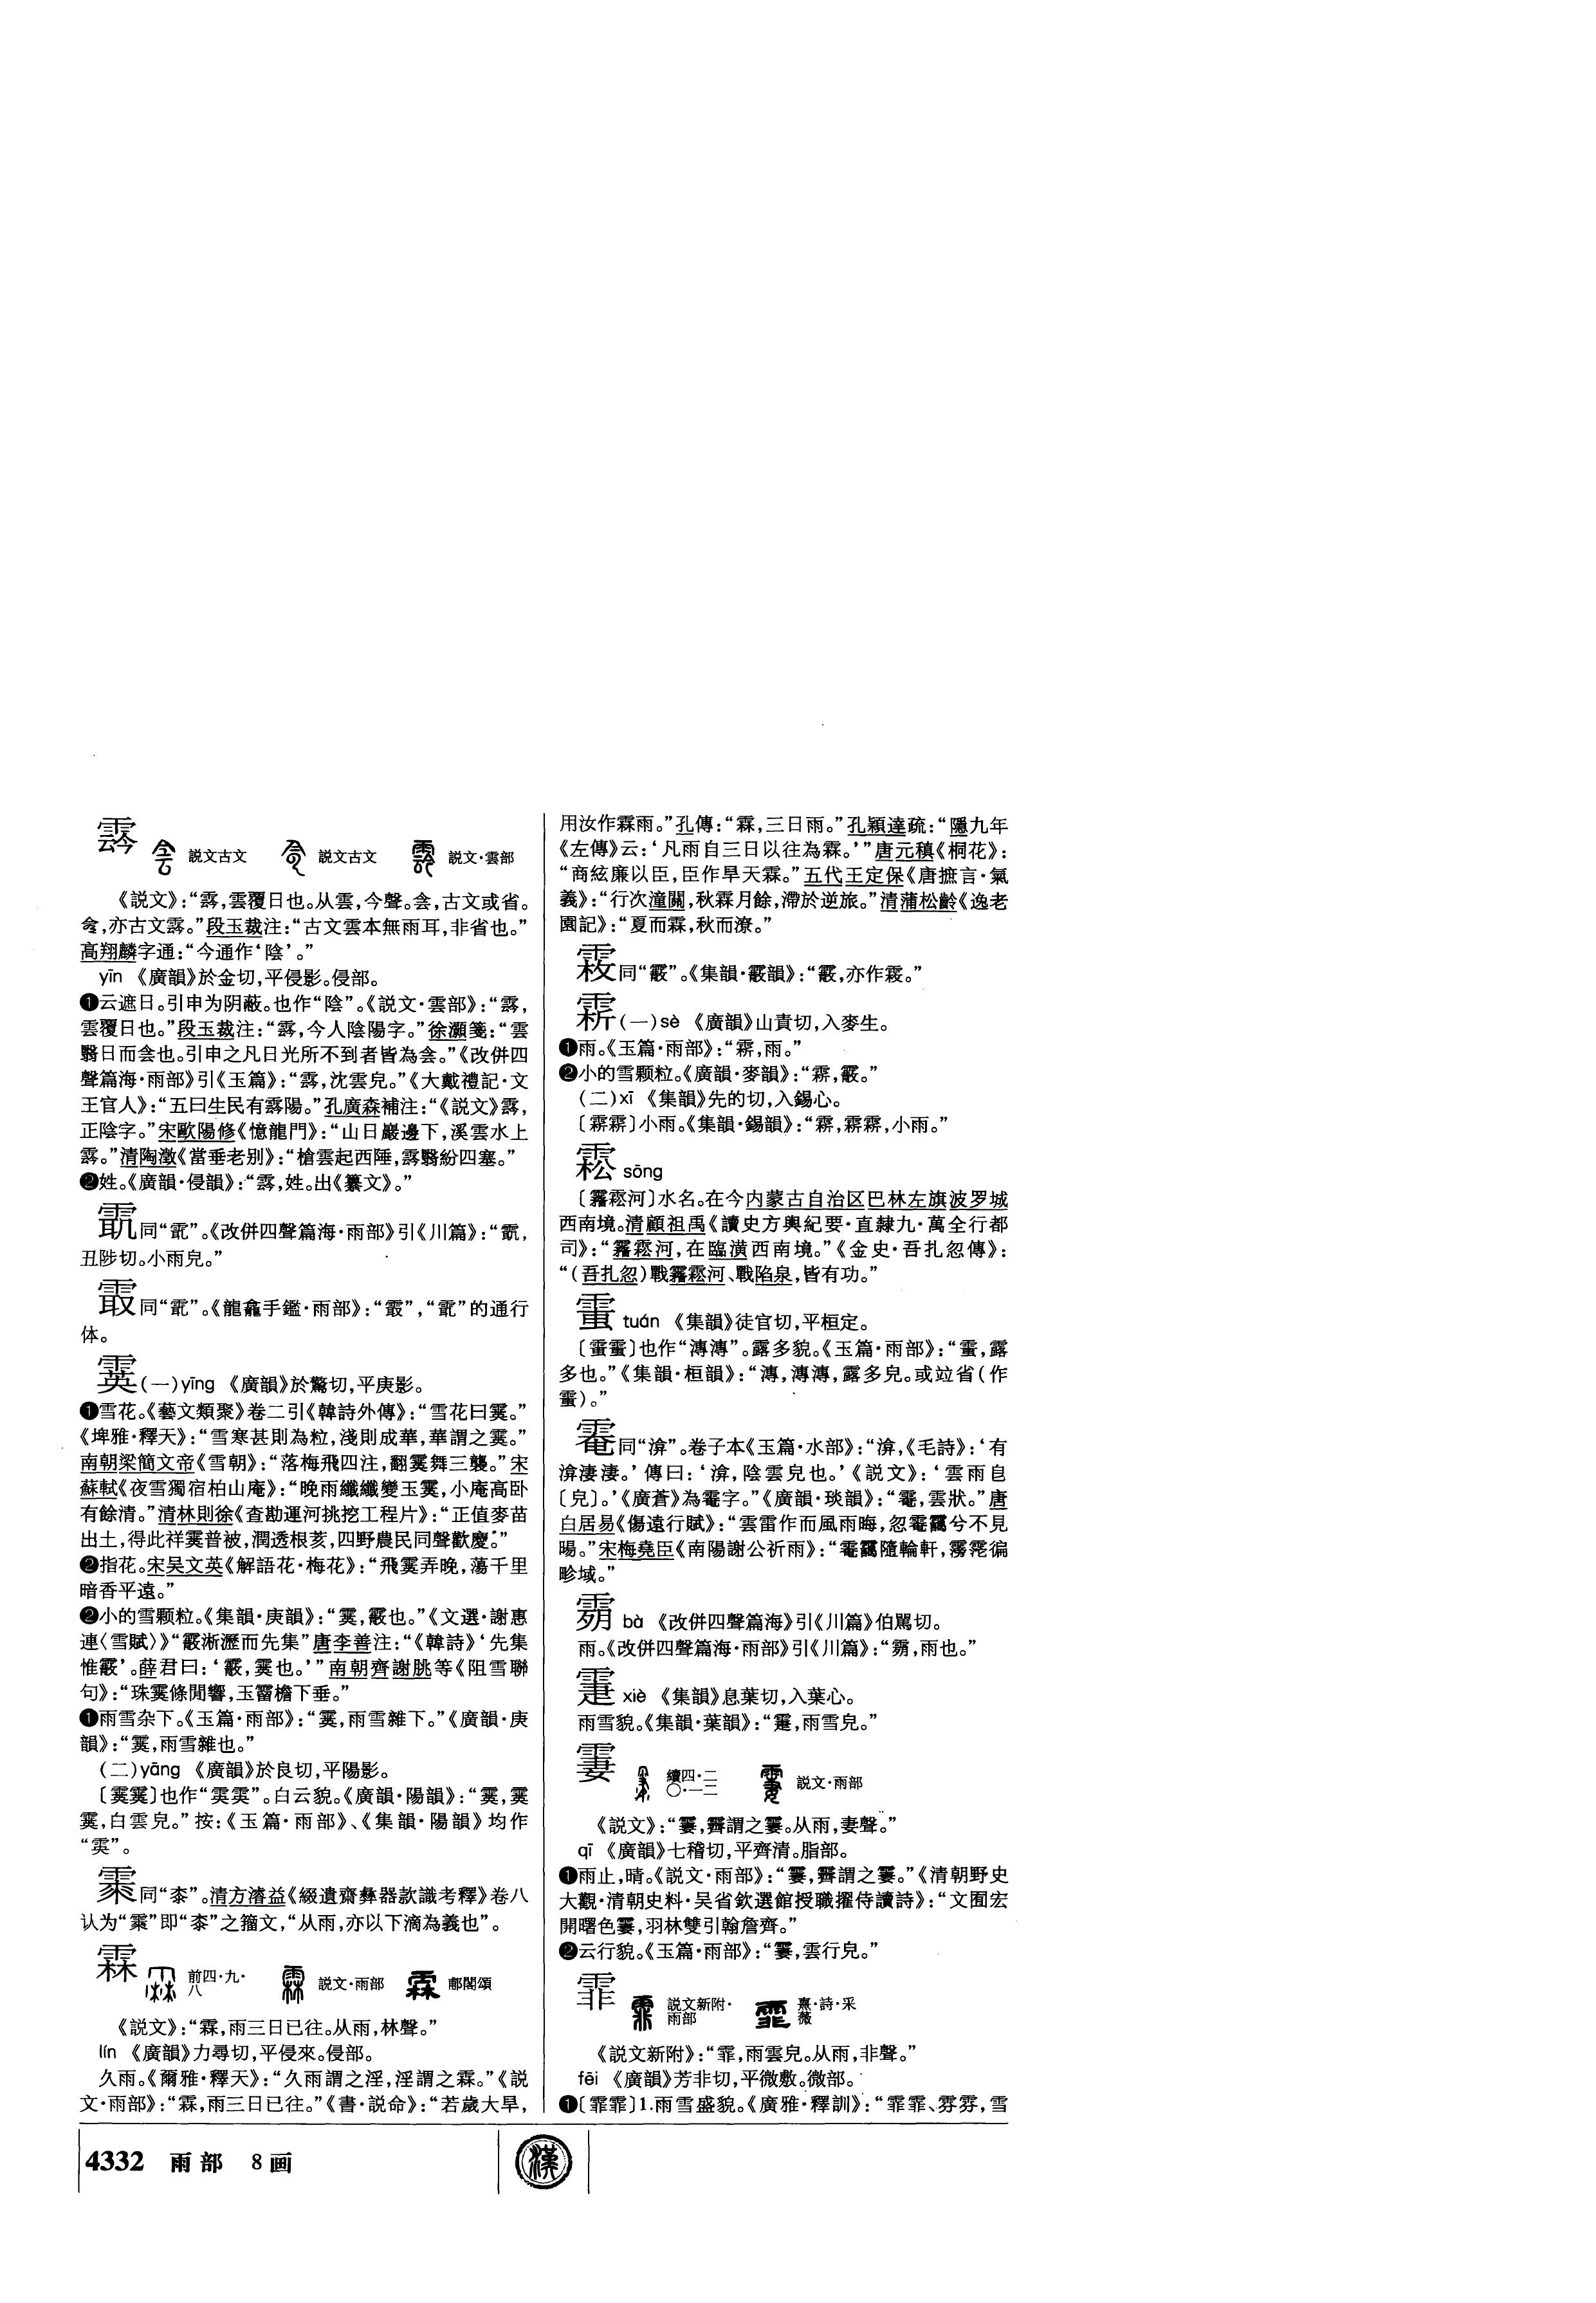 霒
説文古文 説文古文 説文·雲部
《説文》：“霒，雲覆日也。从雲，今聲。侌，古文或省。
亦古文霒。”段玉裁注：“古文雲本無雨耳，非省也。”
高翔麟字通：“今通作‘陰’。”
yīn 《廣韻》於金切，平侵影。侵部。
❶云遮日。引申为阴蔽。也作“陰”。《説文·雲部》：“霒，
雲覆日也。”段玉裁注：“霒，今人陰陽字。”徐灝箋：“雲
翳日而侌也。引申之凡日光所不到者皆為侌。”《改併四
聲篇海·雨部》引《玉篇》：“霒，沈雲皃。”《大戴禮記·文
王官人》：“五曰生民有霒陽。”孔廣森補注：“《説文》霒，
正陰字。”宋歐陽修《憶龍門》：“山日巖邊下，溪雲水上
霒。”清陶澂《當垂老别》：“槍雲起西陲，霒翳紛四塞。”
❷姓。《廣韻·侵韻》：“霒，姓。出《纂文》。”
同“霃”。《改併四聲篇海·雨部》引《川篇》：“
丑陟切。小雨皃。”
同“”。《龍龕手鑑·雨部》：“”，“”的通行
体。
霙(一)yīng 《廣韻》於驚切，平庚影。
❶雪花。《藝文類聚》卷二引《韓詩外傳》：“雪花曰霙。”
《埤雅·釋天》：“雪寒甚則為粒，淺則成華，華謂之霙。”
南朝梁簡文帝《雪朝》：“落梅飛四注，翻霙舞三襲。”宋
蘇軾《夜雪獨宿柏山庵》：“晚雨纖纖變玉霙，小庵高卧
有餘清。”清林則徐《查勘運河挑挖工程片》：“正值麥苗
出土，得此祥霙普被，潤透根荄，四野農民同聲歡慶。”
❷指花。宋吴文英《解語花·梅花》：“飛霙弄晚，蕩千里
暗香平遠。”
❷小的雪颗粒。《集韻·庚韻》：“霙，霰也。”《文選·謝惠
連〈雪賦〉》“霰淅瀝而先集”唐李善注：“《韓詩》‘先集
惟霰’。薛君曰：‘霰，霙也。’”南朝齊謝朓等《阻雪聯
句》：“珠霙條間響，玉霤檐下垂。”
❶雨雪杂下。《玉篇·雨部》：“霙，雨雪雜下。”《廣韻·庚
韻》：“霙，雨雪雜也。”
(二)yāng 《廣韻》於良切，平陽影。
〔霙霙〕也作“雵雵”。白云貌。《廣韻·陽韻》：“霙，霙
霙，白雲皃。”按：《玉篇·雨部》、《集韻·陽韻》均作
“雵”。
同“桼”。清方濬益《綴遺齋彝器款識考釋》卷八
认为“”即“桼”之籀文，“从雨，亦以下滴為義也”。
霖
前四·九·八 説文·雨部 郙閣頌
《説文》：“霖，雨三日已往。从雨，林聲。”
lín 《廣韻》力尋切，平侵來。侵部。
久雨。《爾雅·釋天》：“久雨謂之淫，淫謂之霖。”《説
文·雨部》：“霖，雨三日已往。”《書·説命》：“若歲大旱，
用汝作霖雨。”孔傳：“霖，三日雨。”孔穎達疏：“隱九年
《左傳》云：‘凡雨自三日以往為霖。’”唐元稹《桐花》：
“商絃廉以臣，臣作旱天霖。”五代王定保《唐摭言·氣
義》：“行次潼關，秋霖月餘，滯於逆旅。”清蒲松齡《逸老
園記》：“夏而霖，秋而潦。”
同“霰”。《集韻·霰韻》：“霰，亦作。”
(一)sè 《廣韻》山責切，入麥生。
❶雨。《玉篇·雨部》：“，雨。”
❷小的雪颗粒。《廣韻·麥韻》：“，霰。”
(二)xī 《集韻》先的切，入錫心。
〔〕小雨。《集韻·錫韻》：“，小雨。”
霿 sōng
〔霿淞河〕水名。在今内蒙古自治区巴林左旗波罗城
西南境。清顧祖禹《讀史方輿紀要·直隸九·萬全行都
司》：“霿淞河，在臨潢西南境。”《金史·吾扎忽傳》：
“(吾扎忽)戰霿淞河、戰陷泉，皆有功。”
tuán 《集韻》徒官切，平桓定。
〔〕也作“漙漙”。露多貌。《玉篇·雨部》：“，露
多也。”《集韻·桓韻》：“漙，漙漙，露多皃。或竝省(作
)。”
䨄同“渰”。卷子本《玉篇·水部》：“渰，《毛詩》：‘有
渰淒淒。’傳曰：‘渰，陰雲皃也。’《説文》：‘雲雨自
〔皃〕。’《廣蒼》為䨄字。”《廣韻·琰韻》：“䨄，雲狀。”唐
白居易《傷遠行賦》：“雲雷作而風雨晦，忽䨄靄兮不見
暘。”宋梅堯臣《南陽謝公祈雨》：“䨄靄隨輪軒，霧霓徧
畛域。”
bà 《改併四聲篇海》引《川篇》伯駡切。
雨。《改併四聲篇海·雨部》引《川篇》：“，雨也。”
xiè 《集韻》息葉切，入葉心。
雨雪貌。《集韻·葉韻》：“，雨雪皃。”
霋
續四·二〇·一二 説文·雨部
《説文》：“霋，霽謂之霋。从雨，妻聲。”
qī 《廣韻》七稽切，平齊清。脂部。
❶雨止，晴。《説文·雨部》：“霋，霽謂之霋。”《清朝野史
大觀·清朝史料·吴省欽選館授職擢侍讀詩》：“文囿宏
開曙色霋，羽林雙引翰詹齊。”
❷云行貌。《玉篇·雨部》：“霋，雲行皃。”
霏
説文新附·雨部 熹·詩·采薇
《説文新附》：“霏，雨雲皃。从雨，非聲。”
fēi 《廣韻》芳非切，平微敷。微部。
❶〔霏霏〕1.雨雪盛貌。《廣雅·釋訓》：“霏霏、雰雰，雪
4332 雨部 8画
漢